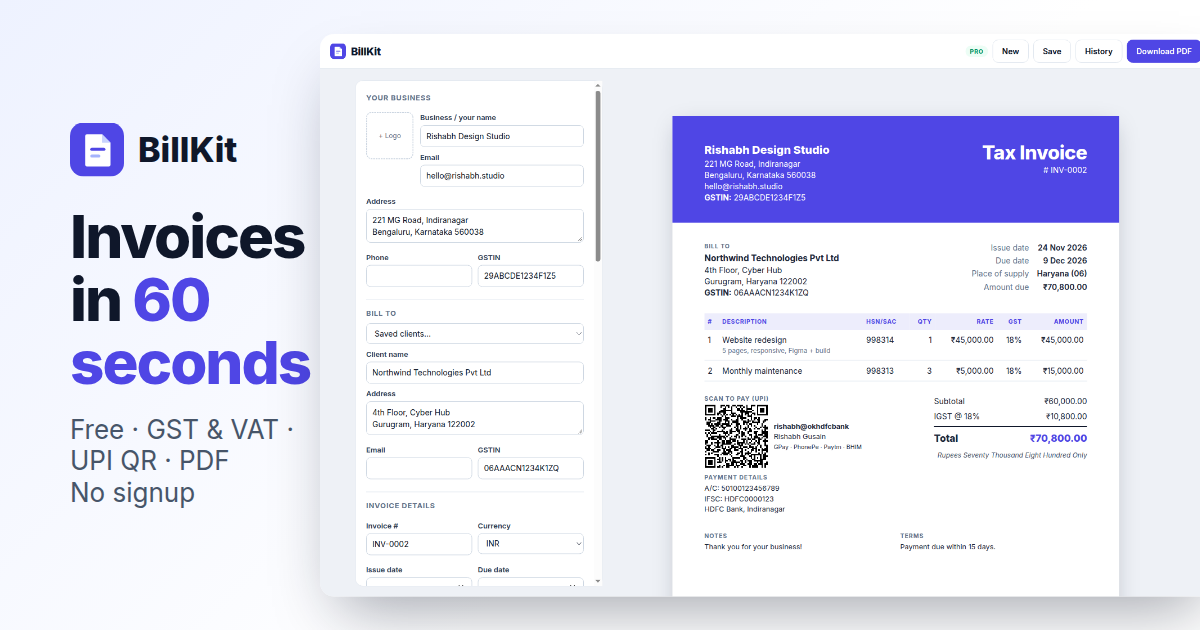 BillKit
Invoices
in 60
seconds
Free · GST & VAT ·
UPI QR · PDF
No signup
BillKit
PRO
New
Save
History
Download PDF
YOUR BUSINESS
+ Logo
Business / your name
Rishabh Design Studio
Email
hello@rishabh.studio
Address
221 MG Road, Indiranagar
Bengaluru, Karnataka 560038
Phone
GSTIN
29ABCDE1234F1Z5
BILL TO
Saved clients...
Client name
Northwind Technologies Pvt Ltd
Address
4th Floor, Cyber Hub
Gurugram, Haryana 122002
Email
GSTIN
06AAACN1234K1ZQ
INVOICE DETAILS
Invoice #
Currency
INV-0002
INR
Issue date
Due date
Rishabh Design Studio
221 MG Road, Indiranagar
Bengaluru, Karnataka 560038
hello@rishabh.studio
GSTIN: 29ABCDE1234F1Z5
Tax Invoice
# INV-0002
BILL TO
Northwind Technologies Pvt Ltd
4th Floor, Cyber Hub
Gurugram, Haryana 122002
GSTIN: 06AAACN1234K1ZQ
Issue date 24 Nov 2026
Due date 9 Dec 2026
Place of supply Haryana (06)
Amount due ₹70,800.00
# DESCRIPTION HSN/SAC QTY RATE GST AMOUNT
1 Website redesign 998314 1 ₹45,000.00 18% ₹45,000.00
5 pages, responsive, Figma + build
2 Monthly maintenance 998313 3 ₹5,000.00 18% ₹15,000.00
SCAN TO PAY (UPI)
rishabh@okhdfcbank
Rishabh Gusain
GPay · PhonePe · Paytm · BHIM
Subtotal ₹60,000.00
IGST @ 18% ₹10,800.00
Total ₹70,800.00
Rupees Seventy Thousand Eight Hundred Only
PAYMENT DETAILS
A/C: 50100123456789
IFSC: HDFC0000123
HDFC Bank, Indiranagar
NOTES
Thank you for your business!
TERMS
Payment due within 15 days.